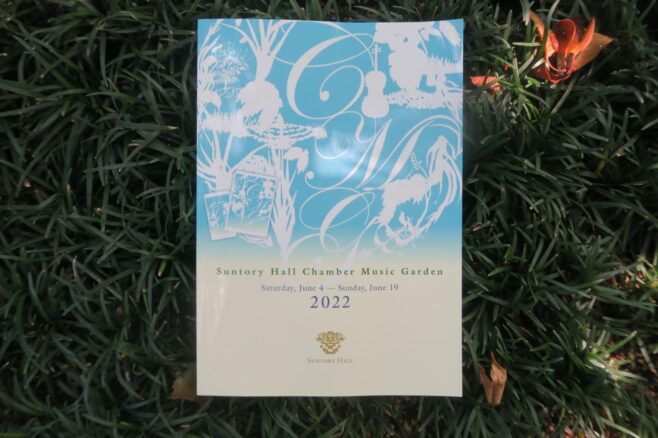 C
M
G
Suntory Hall Chamber Music Garden
Saturday, June 4 — Sunday, June 19
2022
SUNTORY HALL